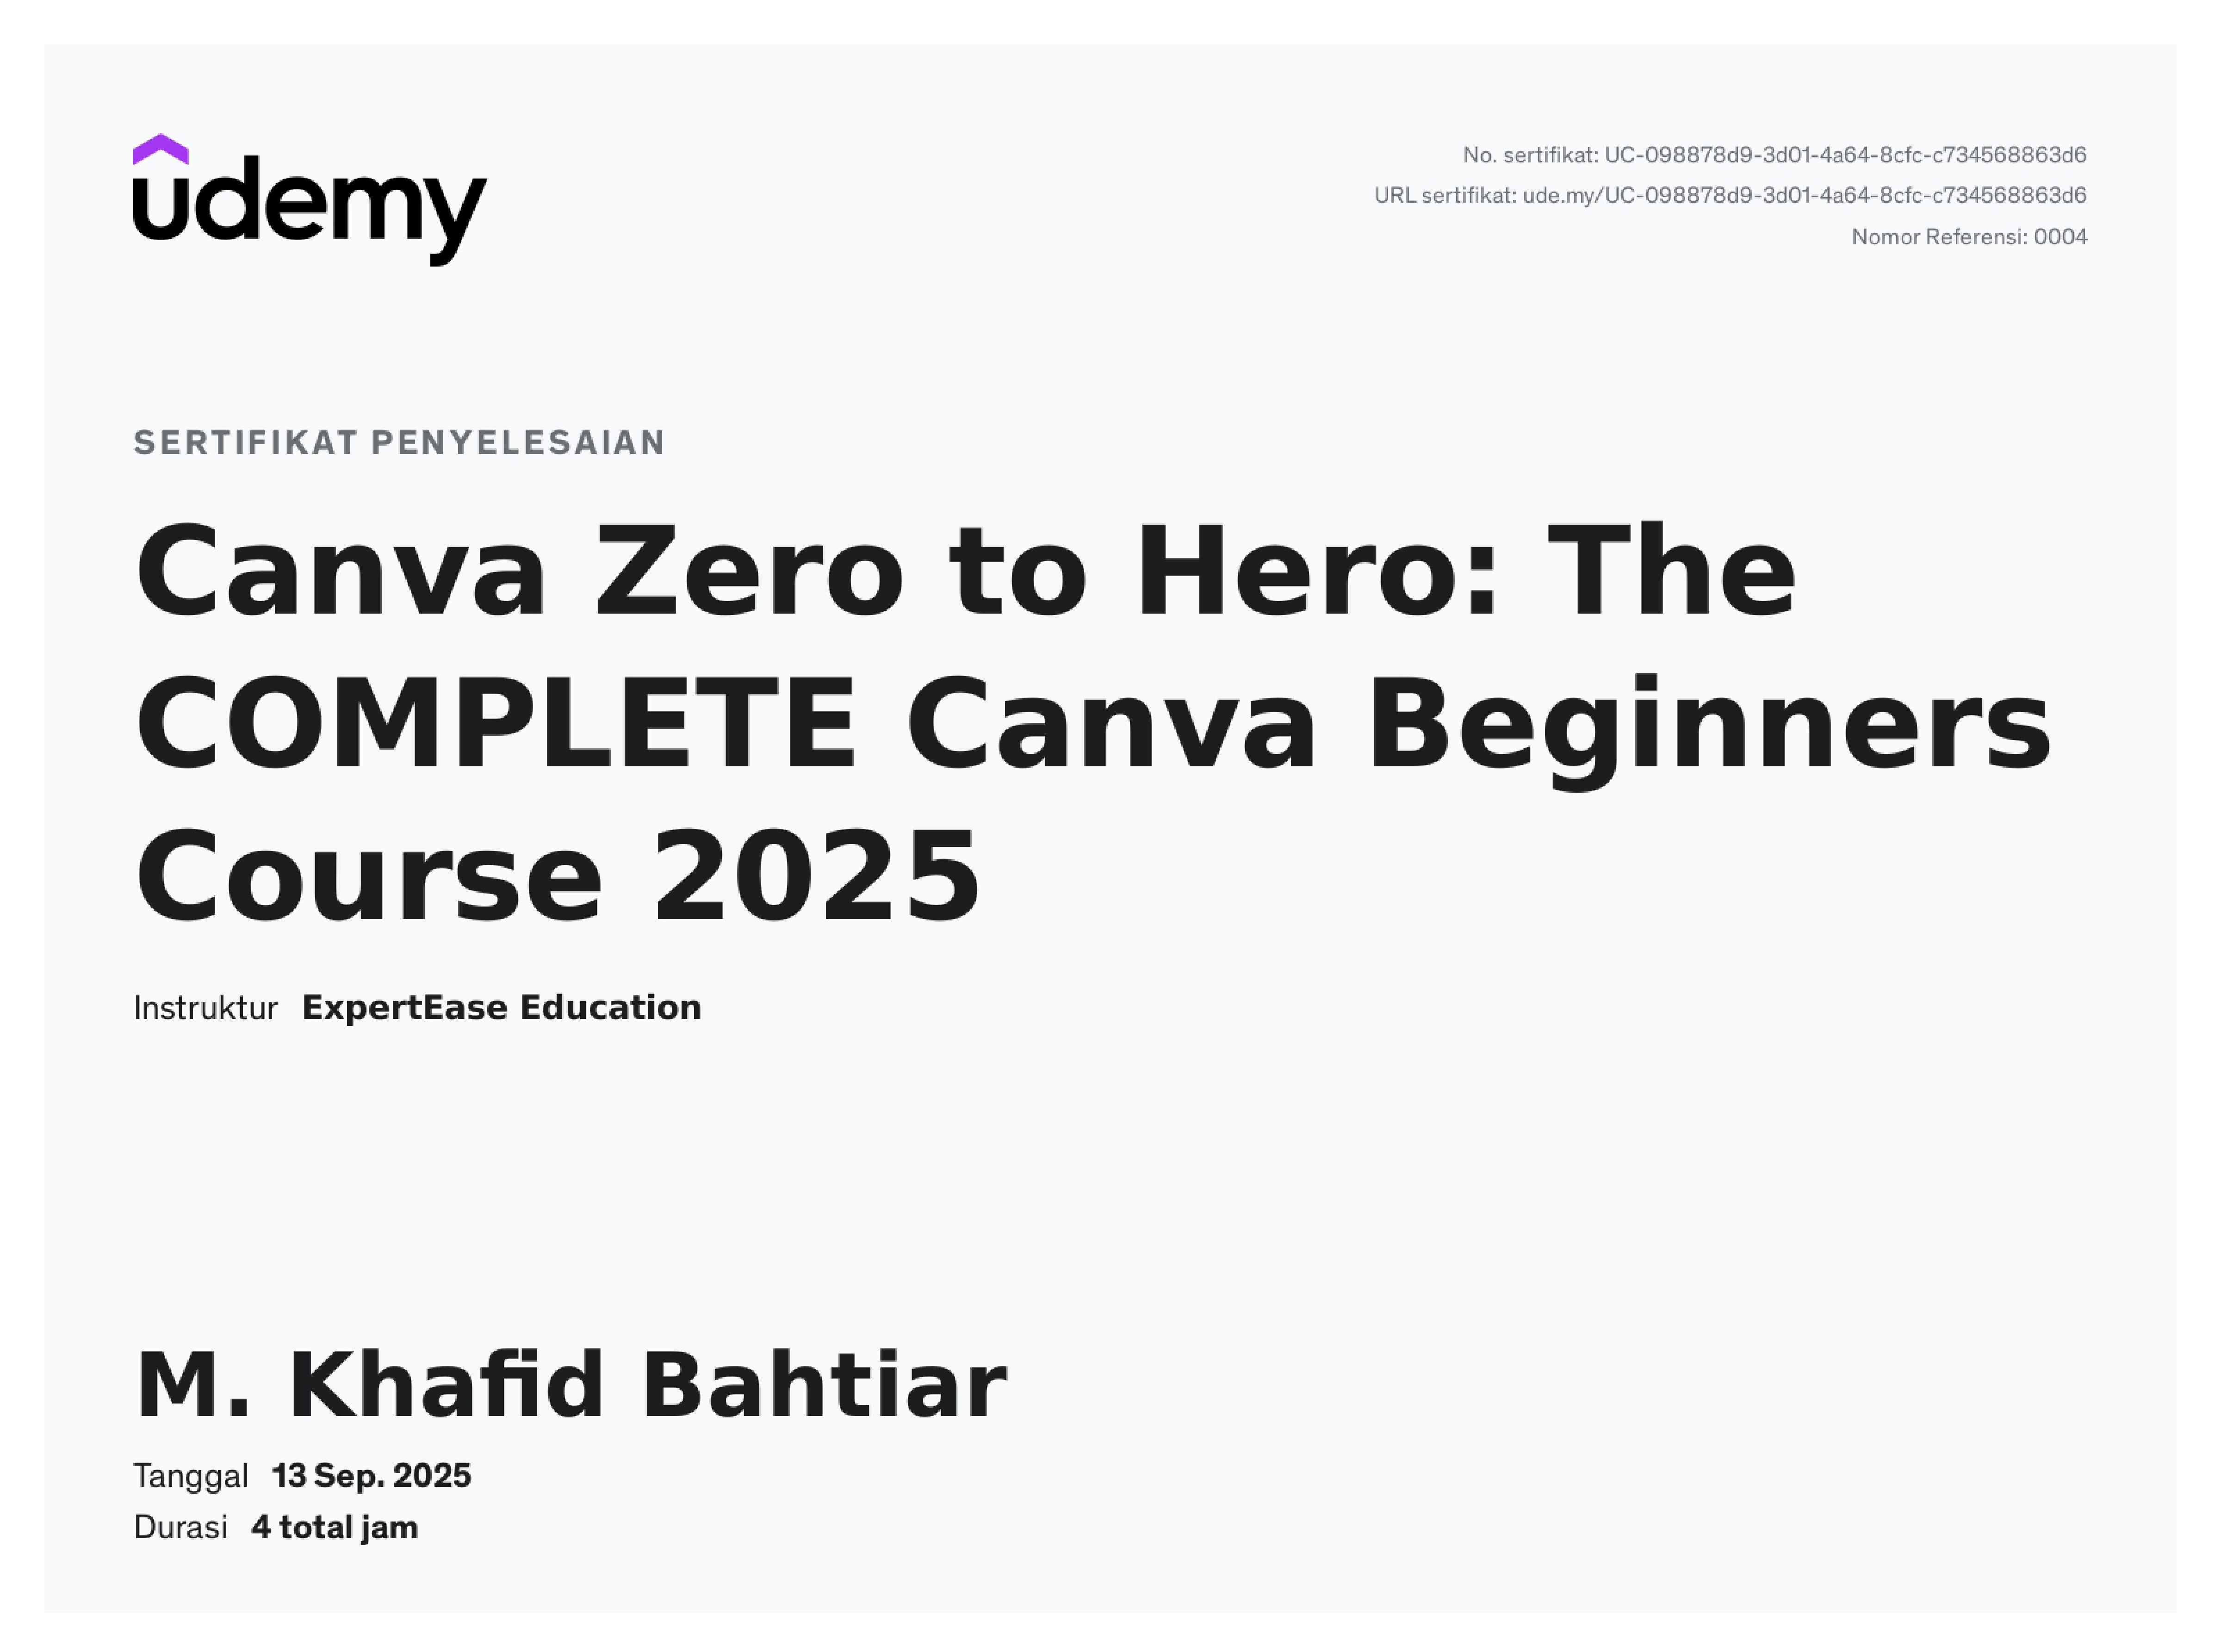 udemy
No. sertifikat: UC-098878d9-3d01-4a64-8cfc-c734568863d6
URL sertifikat: ude.my/UC-098878d9-3d01-4a64-8cfc-c734568863d6
Nomor Referensi: 0004
SERTIFIKAT PENYELESAIAN
Canva Zero to Hero: The
COMPLETE Canva Beginners
Course 2025
Instruktur ExpertEase Education
M. Khafid Bahtiar
Tanggal 13 Sep. 2025
Durasi 4 total jam